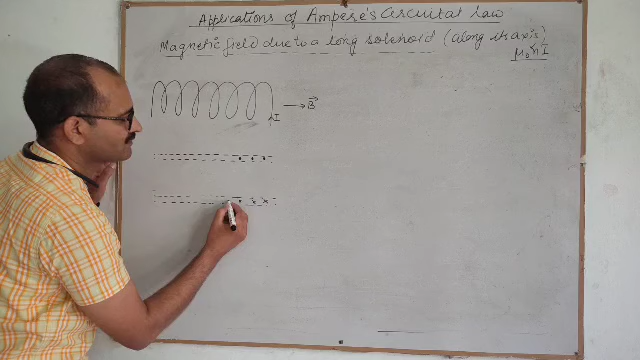 Applications of Ampere's Circuital Law
Magnetic field due to a long solenoid (along its axis)
μ₀nI
B⃗
I